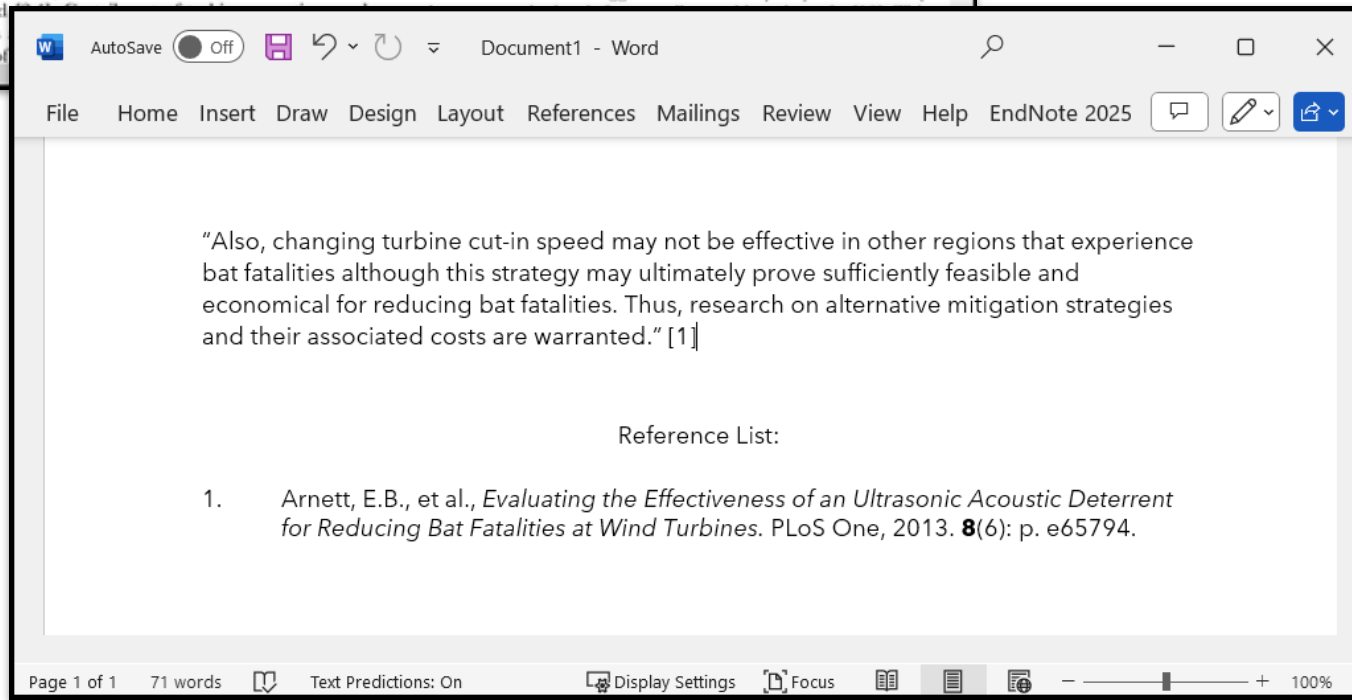 AutoSave Off Document1 - Word
File Home Insert Draw Design Layout References Mailings Review View Help EndNote 2025
“Also, changing turbine cut-in speed may not be effective in other regions that experience
bat fatalities although this strategy may ultimately prove sufficiently feasible and
economical for reducing bat fatalities. Thus, research on alternative mitigation strategies
and their associated costs are warranted.” [1]
Reference List:
1. Arnett, E.B., et al., Evaluating the Effectiveness of an Ultrasonic Acoustic Deterrent
for Reducing Bat Fatalities at Wind Turbines. PLoS One, 2013. 8(6): p. e65794.
Page 1 of 1 71 words Text Predictions: On Display Settings Focus 100%